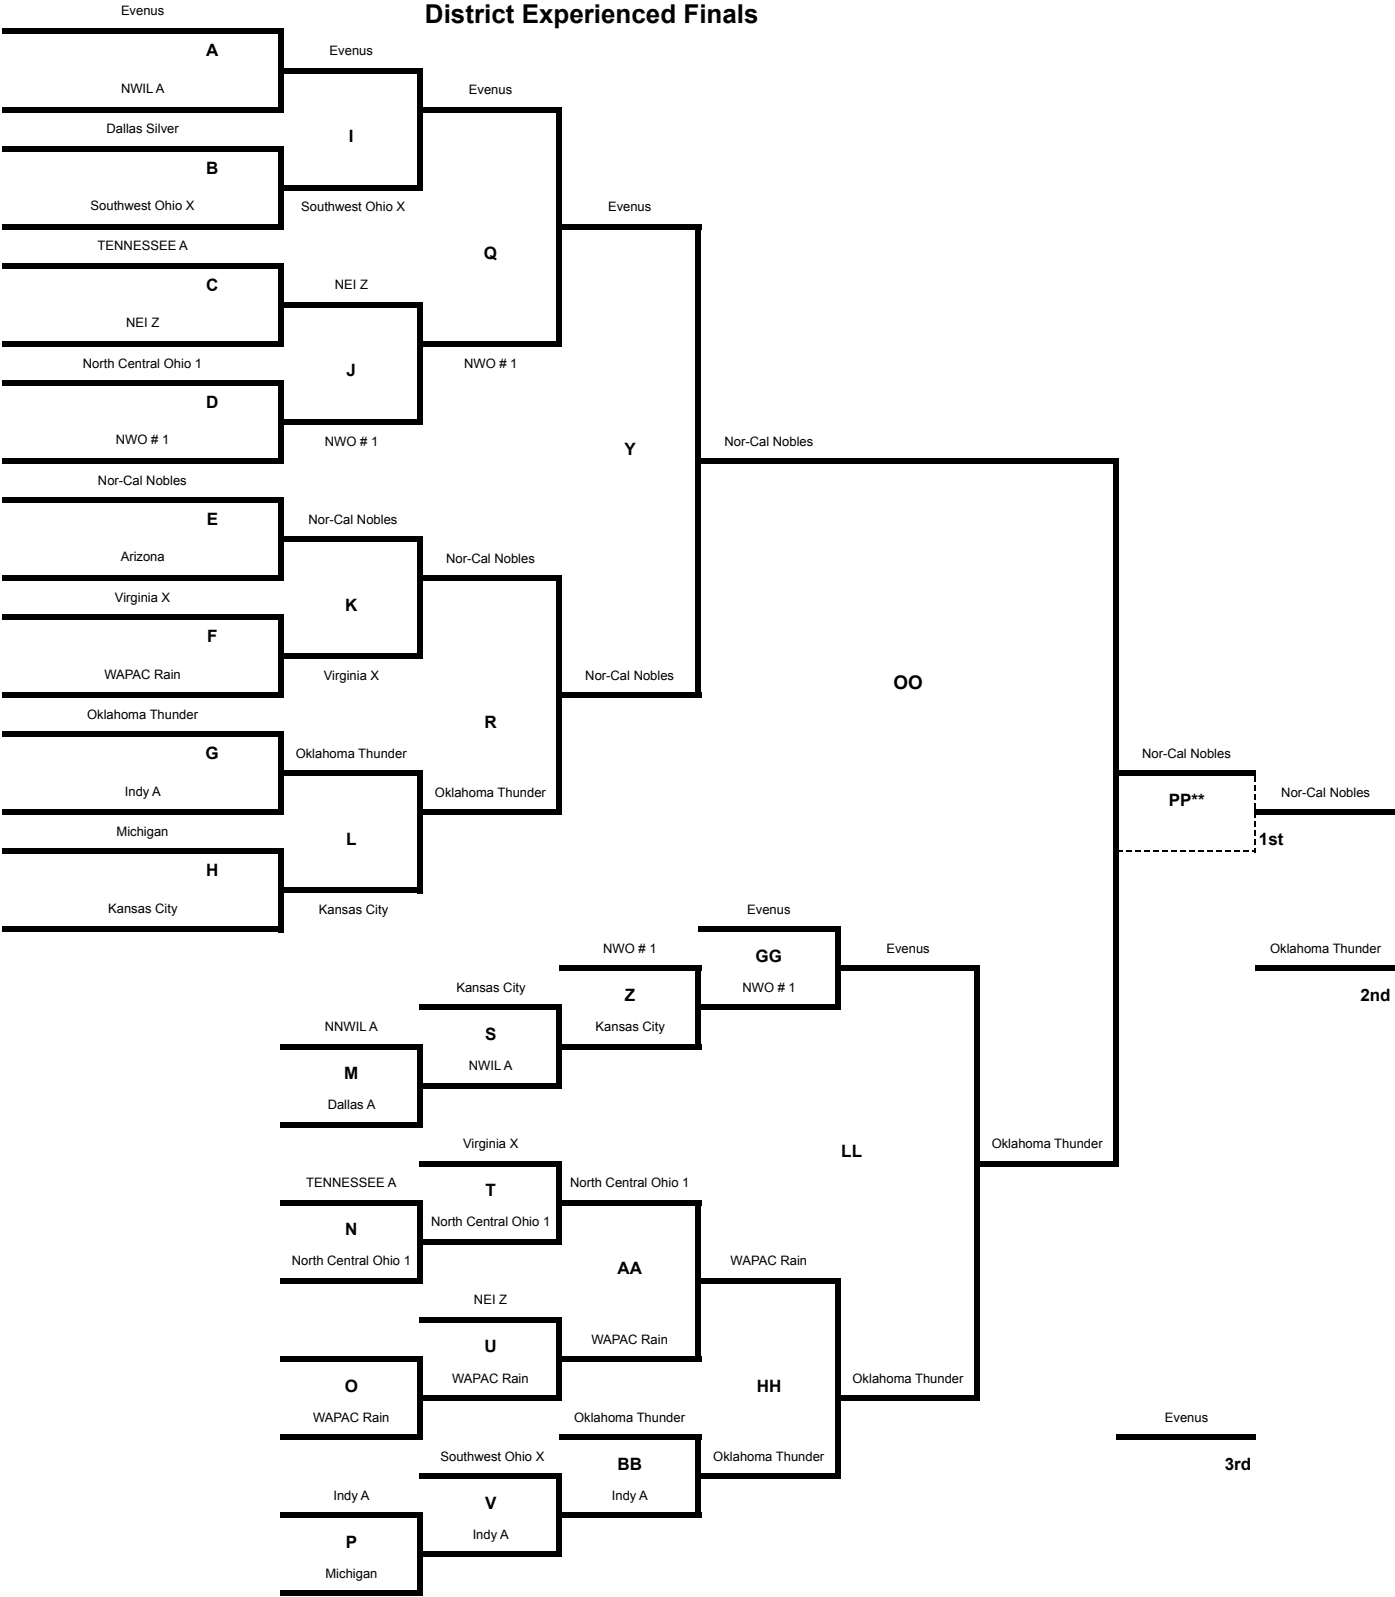 District Experienced Finals
Evenus
A
NWIL A
Dallas Silver
B
Southwest Ohio X
TENNESSEE A
C
NEI Z
North Central Ohio 1
D
NWO # 1
Nor-Cal Nobles
E
Arizona
Virginia X
F
WAPAC Rain
Oklahoma Thunder
G
Indy A
Michigan
H
Kansas City
Evenus
I
Southwest Ohio X
NEI Z
J
NWO # 1
Nor-Cal Nobles
K
Virginia X
Oklahoma Thunder
L
Kansas City
Evenus
Q
NWO # 1
Nor-Cal Nobles
R
Oklahoma Thunder
Evenus
Y
Nor-Cal Nobles
Nor-Cal Nobles
OO
Nor-Cal Nobles
PP**
Nor-Cal Nobles
1st
Oklahoma Thunder
2nd
NNWIL A
M
Dallas A
Kansas City
S
NWIL A
NWO # 1
Z
Kansas City
Evenus
GG
NWO # 1
Evenus
LL
Oklahoma Thunder
TENNESSEE A
N
North Central Ohio 1
Virginia X
T
North Central Ohio 1
North Central Ohio 1
AA
WAPAC Rain
NEI Z
U
WAPAC Rain
O
WAPAC Rain
WAPAC Rain
HH
Oklahoma Thunder
Oklahoma Thunder
Oklahoma Thunder
BB
Indy A
Southwest Ohio X
V
Indy A
Indy A
P
Michigan
Evenus
3rd